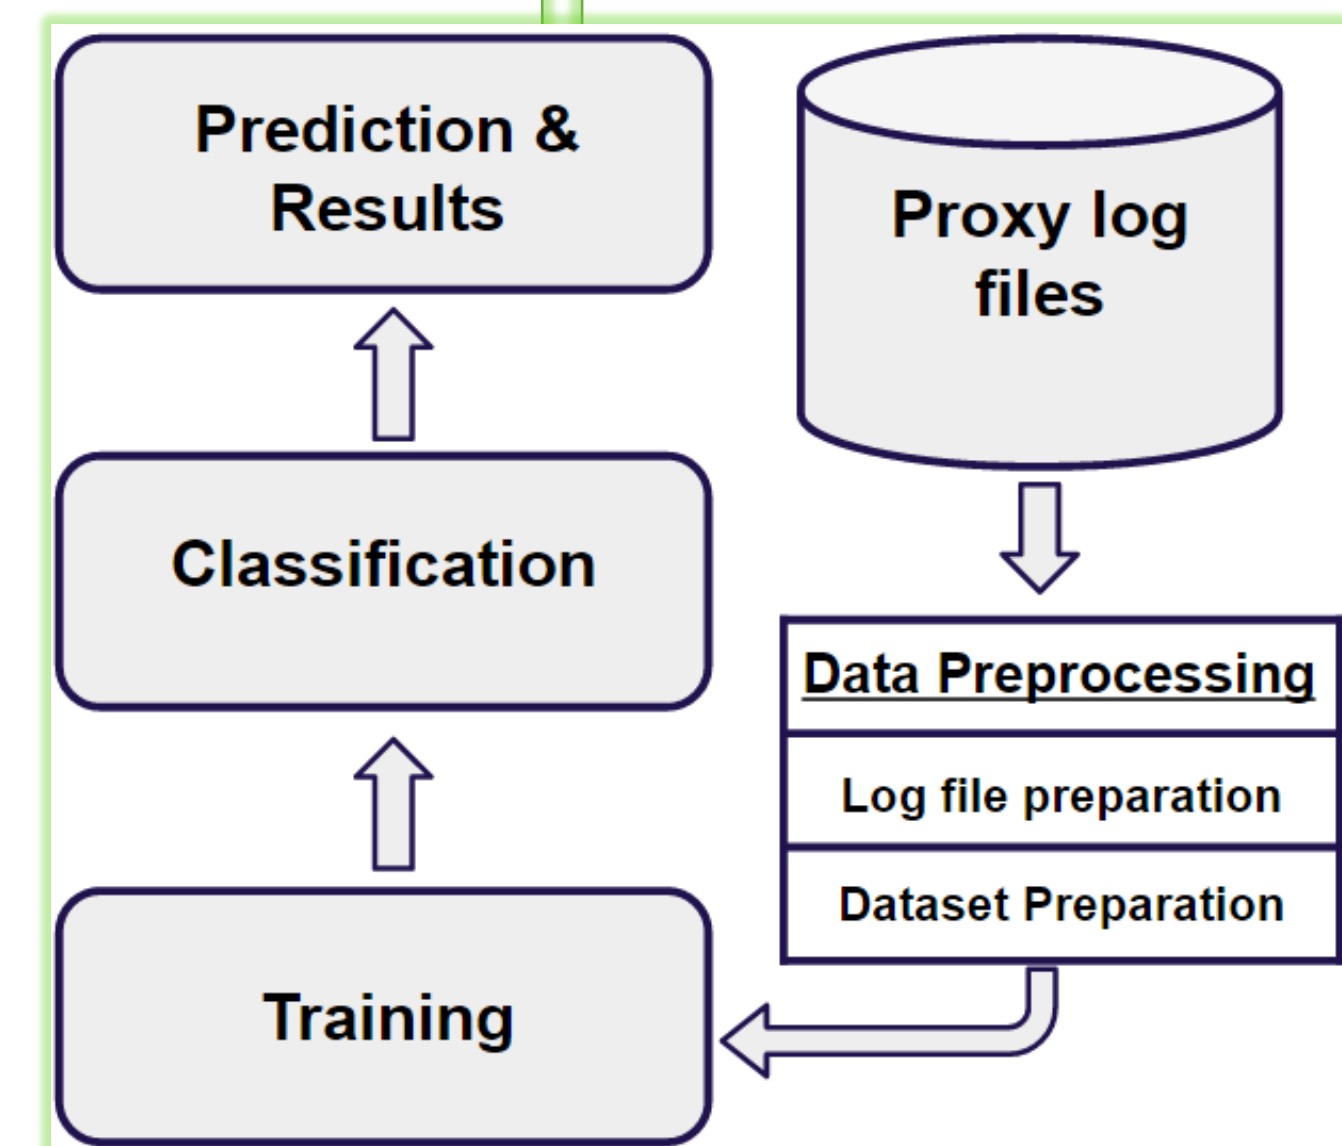 Prediction &
Results
Proxy log
files
Classification
Data Preprocessing
Log file preparation
Dataset Preparation
Training